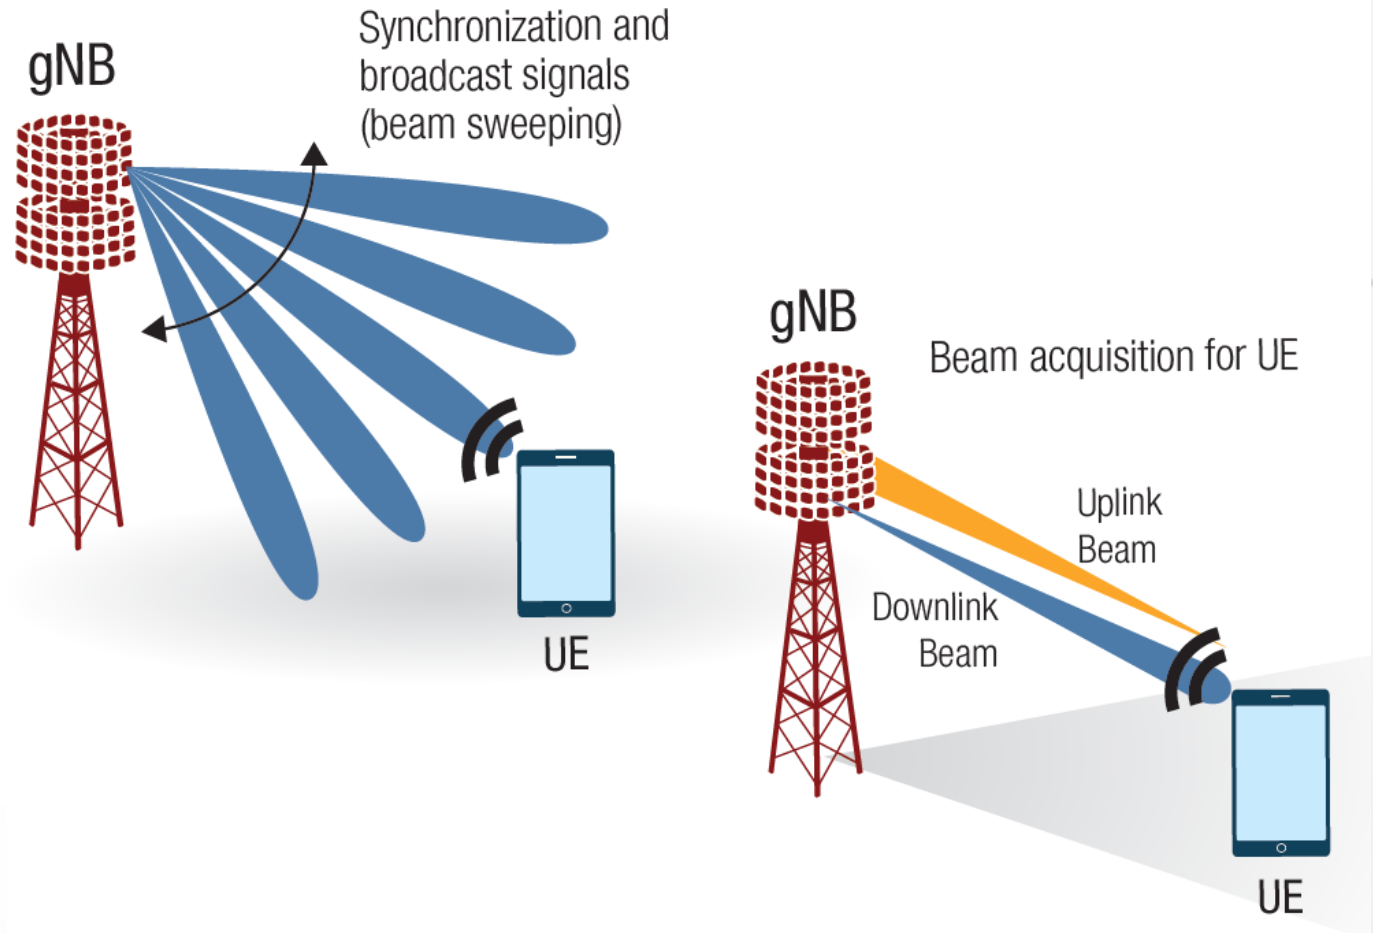 gNB
Synchronization and
broadcast signals
(beam sweeping)
UE
gNB
Beam acquisition for UE
Uplink
Beam
Downlink
Beam
UE